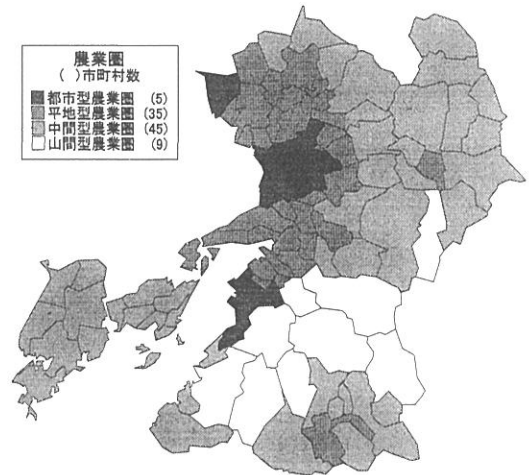 農業圏
( )市町村数
都市型農業圏 (5)
平地型農業圏 (35)
中間型農業圏 (45)
山間型農業圏 (9)